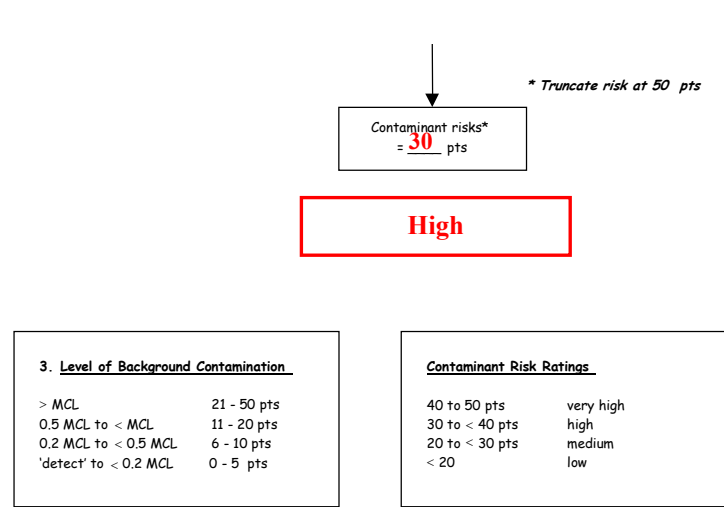 * Truncate risk at 50 pts
Contaminant risks*
= 30 pts
High
3. Level of Background Contamination
> MCL 21 - 50 pts
0.5 MCL to < MCL 11 - 20 pts
0.2 MCL to < 0.5 MCL 6 - 10 pts
‘detect’ to < 0.2 MCL 0 - 5 pts
Contaminant Risk Ratings
40 to 50 pts very high
30 to < 40 pts high
20 to < 30 pts medium
< 20 low